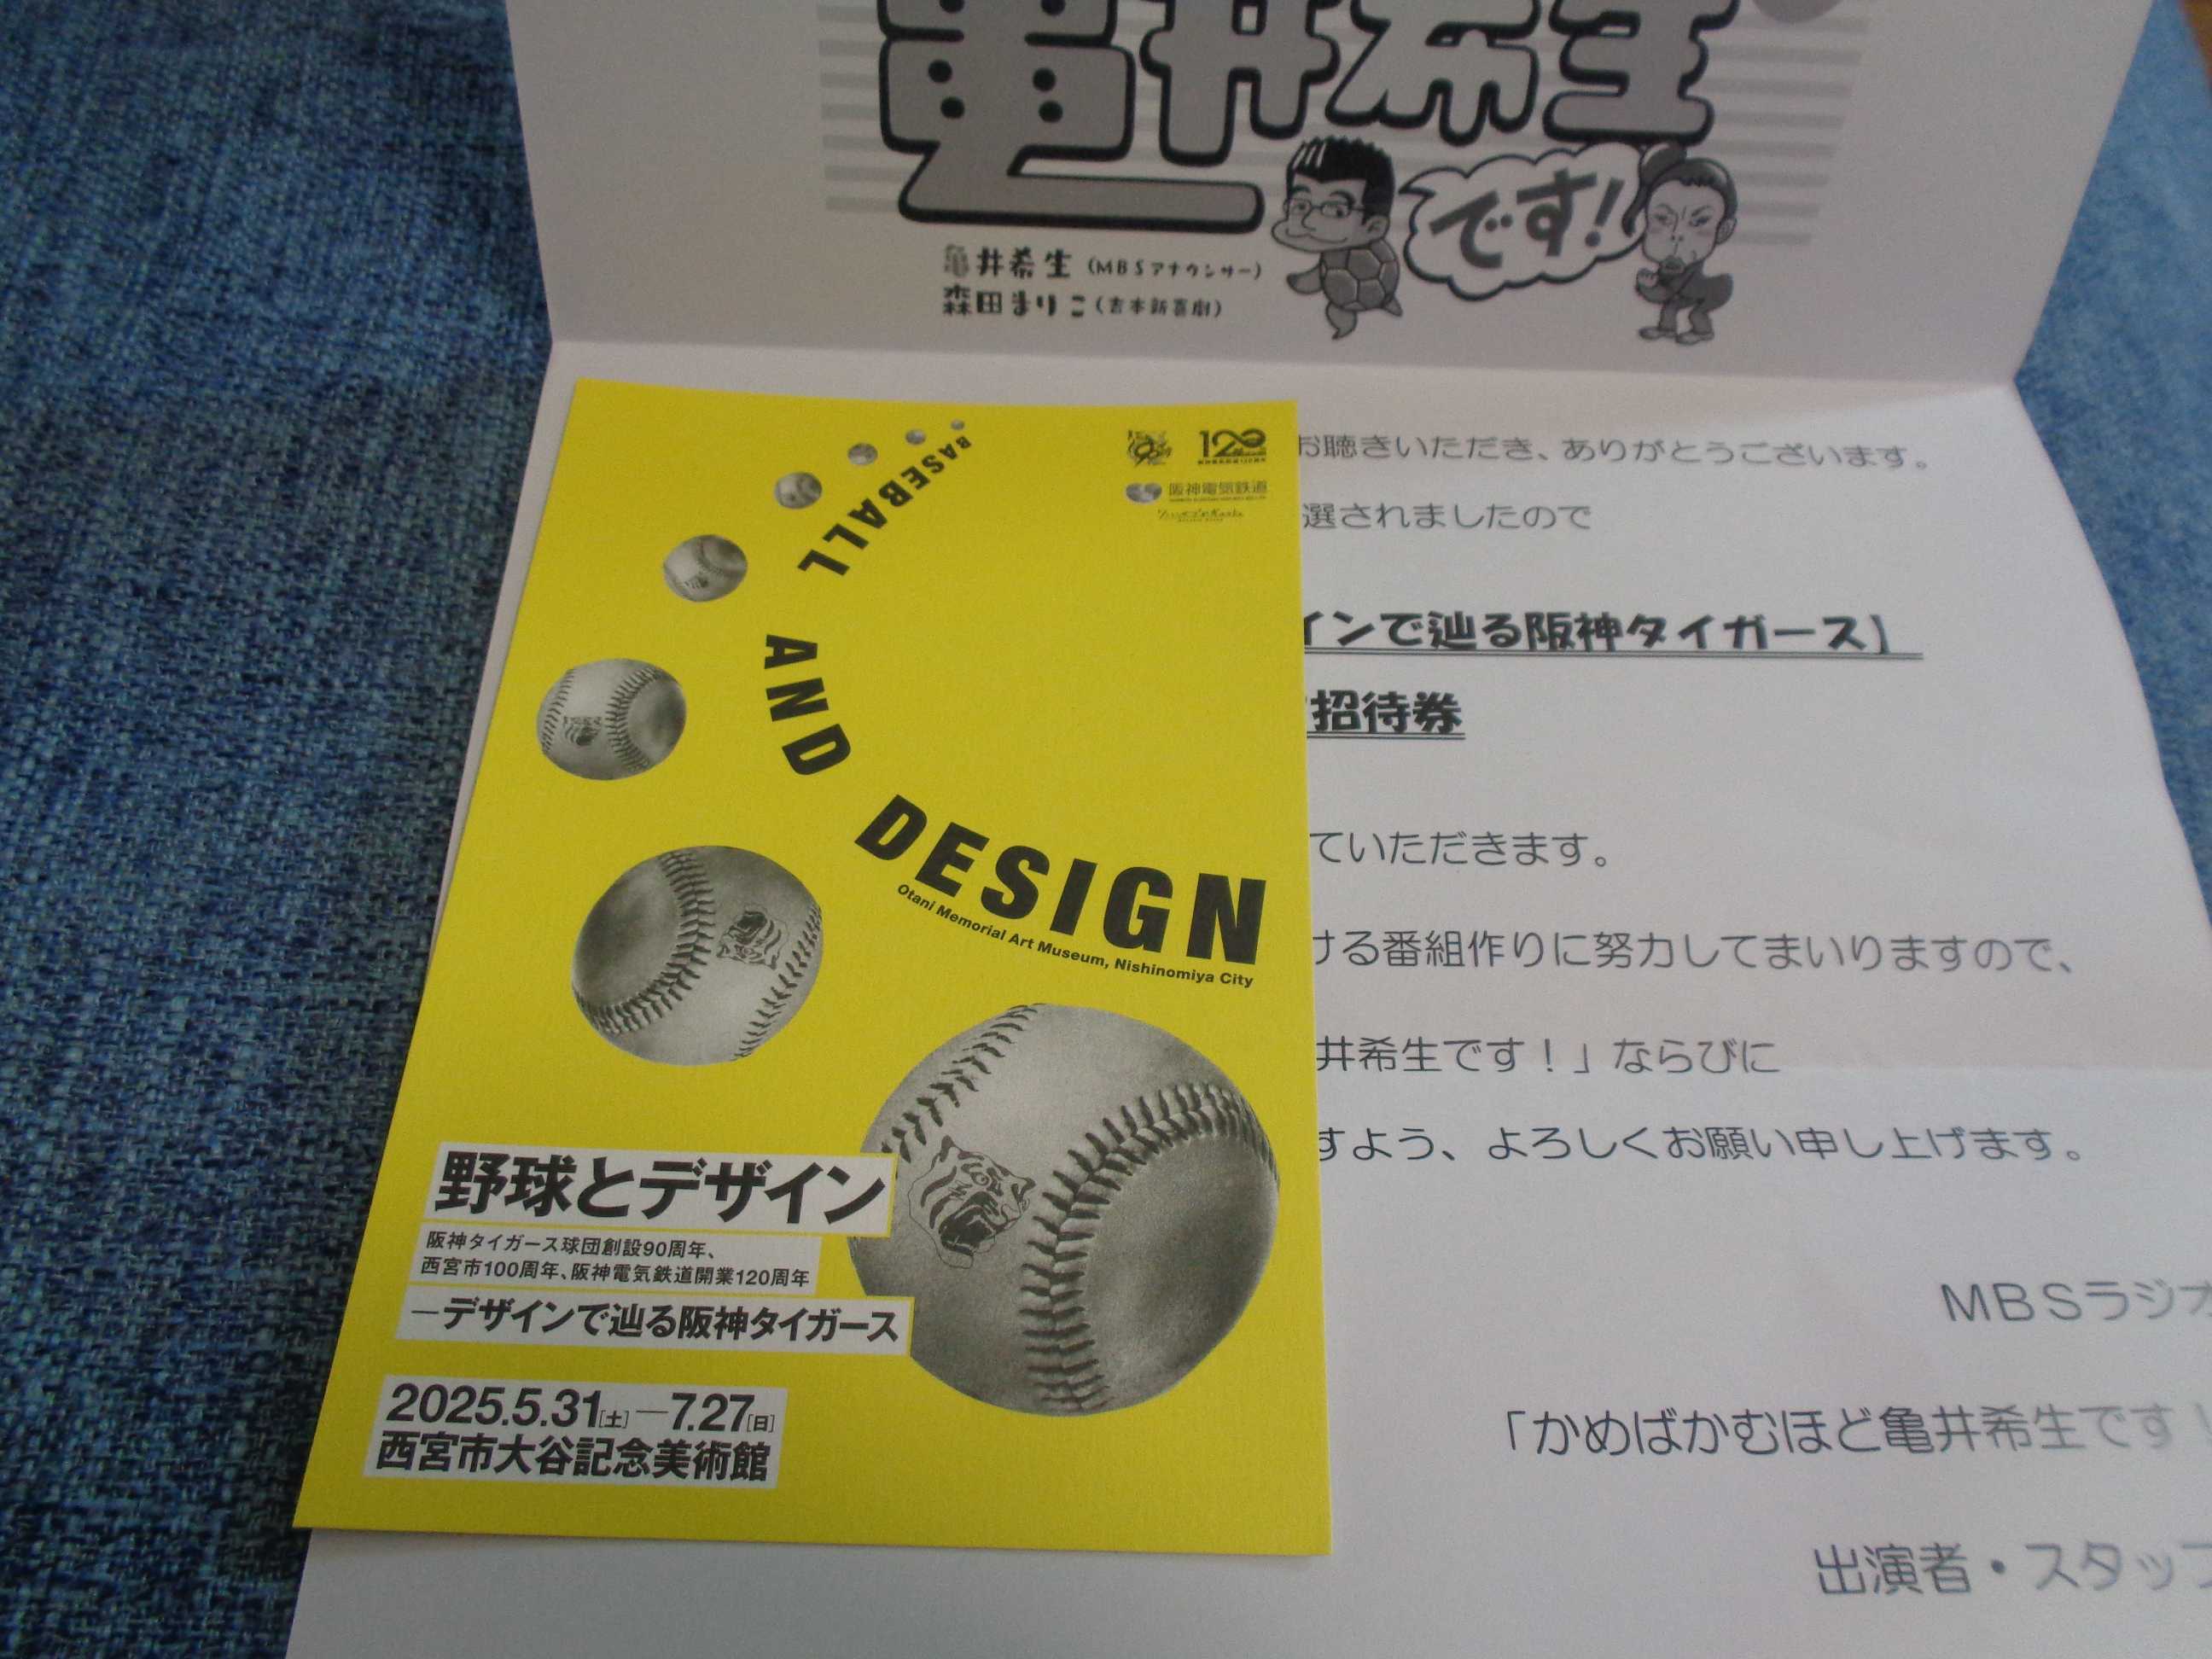 亀井希生
です!
亀井希生(MBSアナウンサー)
森田まりこ(吉本新喜劇)
お聴きいただき、ありがとうございます。
選されましたので
インで辿る阪神タイガース】
招待券
ていただきます。
ける番組作りに努力してまいりますので、
井希生です!」ならびに
すよう、よろしくお願い申し上げます。
MBSラジオ
「かめばかむほど亀井希生です!
出演者・スタッフ
BASEBALL AND DESIGN
Otani Memorial Art Museum, Nishinomiya City
120
阪神電気鉄道
野球とデザイン
阪神タイガース球団創設90周年、
西宮市100周年、阪神電気鉄道開業120周年
―デザインで辿る阪神タイガース
2025.5.31[土]―7.27[日]
西宮市大谷記念美術館